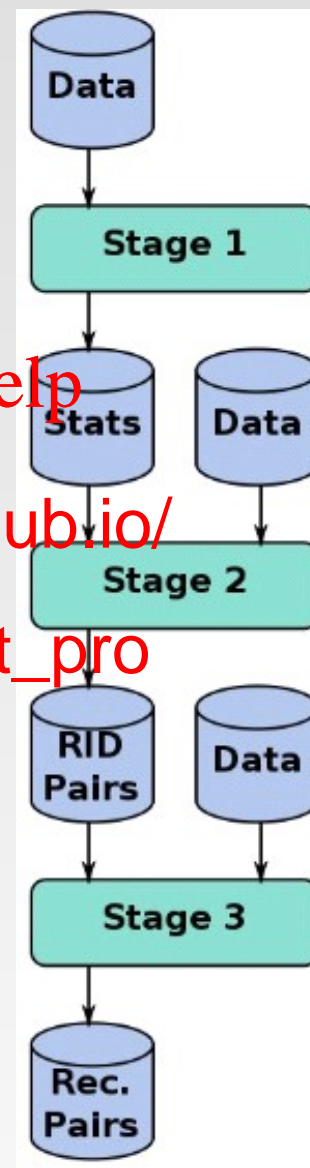 Data
Stage 1
elp
Stats Data
ub.io/
Stage 2
t_pro
RID
Pairs
Data
Stage 3
Rec.
Pairs